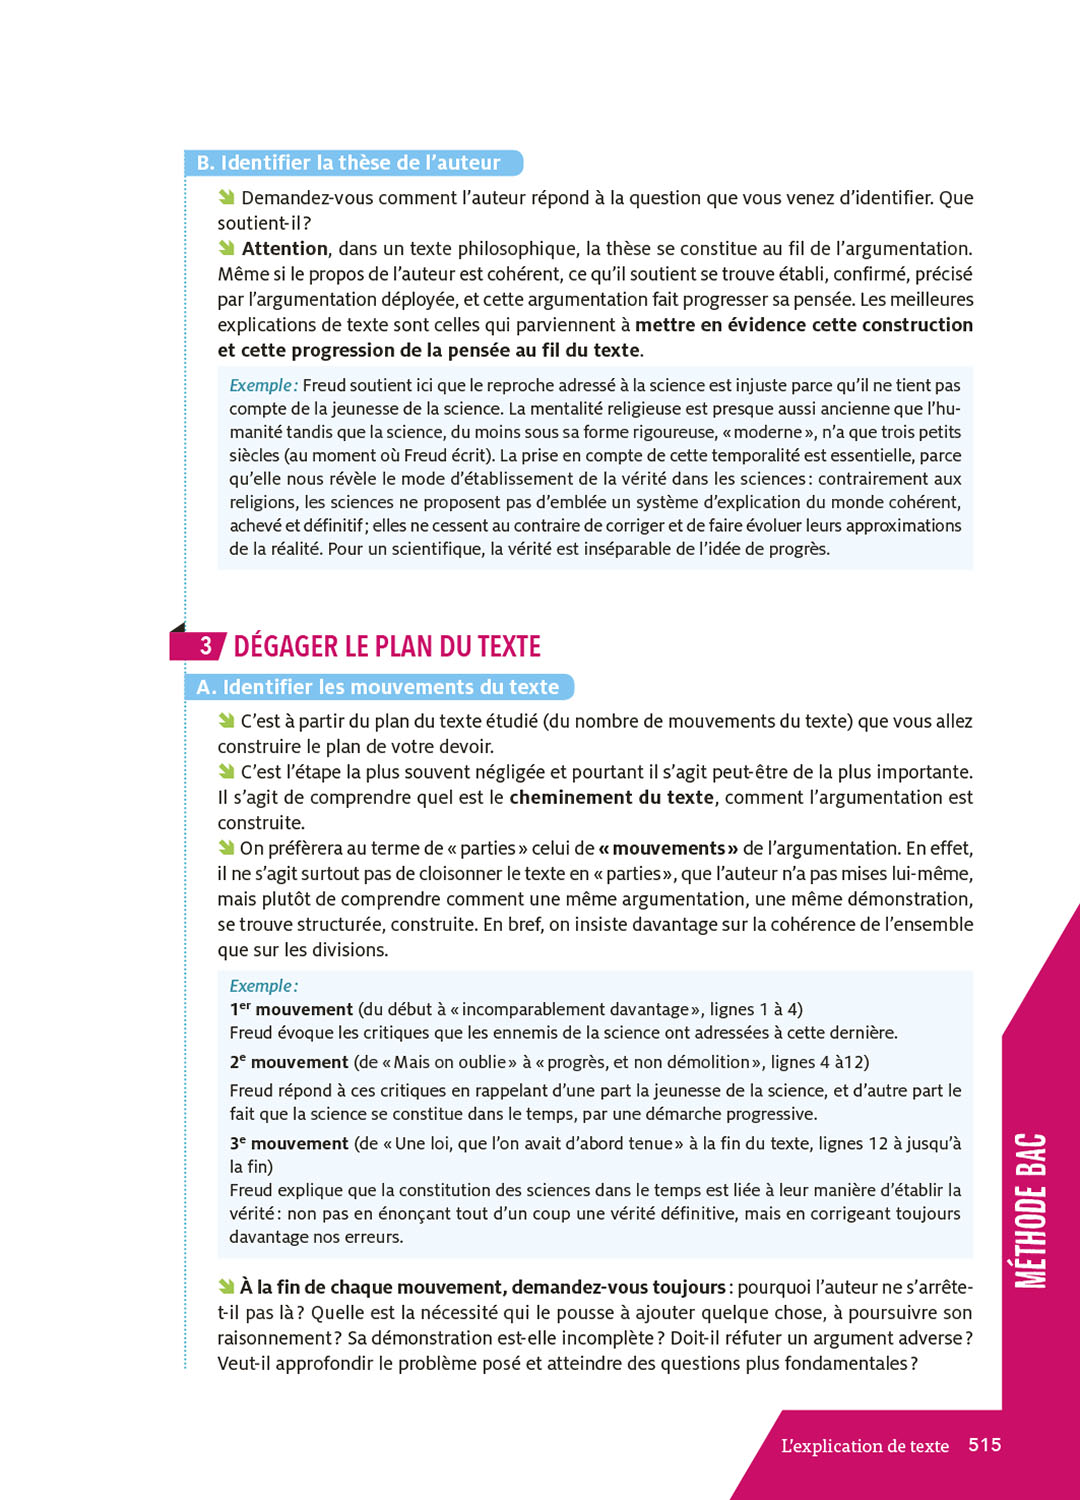 B. Identifier la thèse de l’auteur
Demandez-vous comment l’auteur répond à la question que vous venez d’identifier. Que
soutient-il ?
Attention, dans un texte philosophique, la thèse se constitue au fil de l’argumentation.
Même si le propos de l’auteur est cohérent, ce qu’il soutient se trouve établi, confirmé, précisé
par l’argumentation déployée, et cette argumentation fait progresser sa pensée. Les meilleures
explications de texte sont celles qui parviennent à mettre en évidence cette construction
et cette progression de la pensée au fil du texte.
Exemple : Freud soutient ici que le reproche adressé à la science est injuste parce qu’il ne tient pas
compte de la jeunesse de la science. La mentalité religieuse est presque aussi ancienne que l’hu-
manité tandis que la science, du moins sous sa forme rigoureuse, « moderne », n’a que trois petits
siècles (au moment où Freud écrit). La prise en compte de cette temporalité est essentielle, parce
qu’elle nous révèle le mode d’établissement de la vérité dans les sciences : contrairement aux
religions, les sciences ne proposent pas d’emblée un système d’explication du monde cohérent,
achevé et définitif ; elles ne cessent au contraire de corriger et de faire évoluer leurs approximations
de la réalité. Pour un scientifique, la vérité est inséparable de l’idée de progrès.
3 DÉGAGER LE PLAN DU TEXTE
A. Identifier les mouvements du texte
C’est à partir du plan du texte étudié (du nombre de mouvements du texte) que vous allez
construire le plan de votre devoir.
C’est l’étape la plus souvent négligée et pourtant il s’agit peut-être de la plus importante.
Il s’agit de comprendre quel est le cheminement du texte, comment l’argumentation est
construite.
On préfèrera au terme de « parties » celui de « mouvements » de l’argumentation. En effet,
il ne s’agit surtout pas de cloisonner le texte en « parties », que l’auteur n’a pas mises lui-même,
mais plutôt de comprendre comment une même argumentation, une même démonstration,
se trouve structurée, construite. En bref, on insiste davantage sur la cohérence de l’ensemble
que sur les divisions.
Exemple :
1er mouvement (du début à « incomparablement davantage », lignes 1 à 4)
Freud évoque les critiques que les ennemis de la science ont adressées à cette dernière.
2e mouvement (de « Mais on oublie » à « progrès, et non démolition », lignes 4 à12)
Freud répond à ces critiques en rappelant d’une part la jeunesse de la science, et d’autre part le
fait que la science se constitue dans le temps, par une démarche progressive.
3e mouvement (de « Une loi, que l’on avait d’abord tenue » à la fin du texte, lignes 12 à jusqu’à
la fin)
Freud explique que la constitution des sciences dans le temps est liée à leur manière d’établir la
vérité : non pas en énonçant tout d’un coup une vérité définitive, mais en corrigeant toujours
davantage nos erreurs.
À la fin de chaque mouvement, demandez-vous toujours : pourquoi l’auteur ne s’arrête-
t-il pas là ? Quelle est la nécessité qui le pousse à ajouter quelque chose, à poursuivre son
raisonnement ? Sa démonstration est-elle incomplète ? Doit-il réfuter un argument adverse ?
Veut-il approfondir le problème posé et atteindre des questions plus fondamentales ?
MÉTHODE BAC
L’explication de texte 515